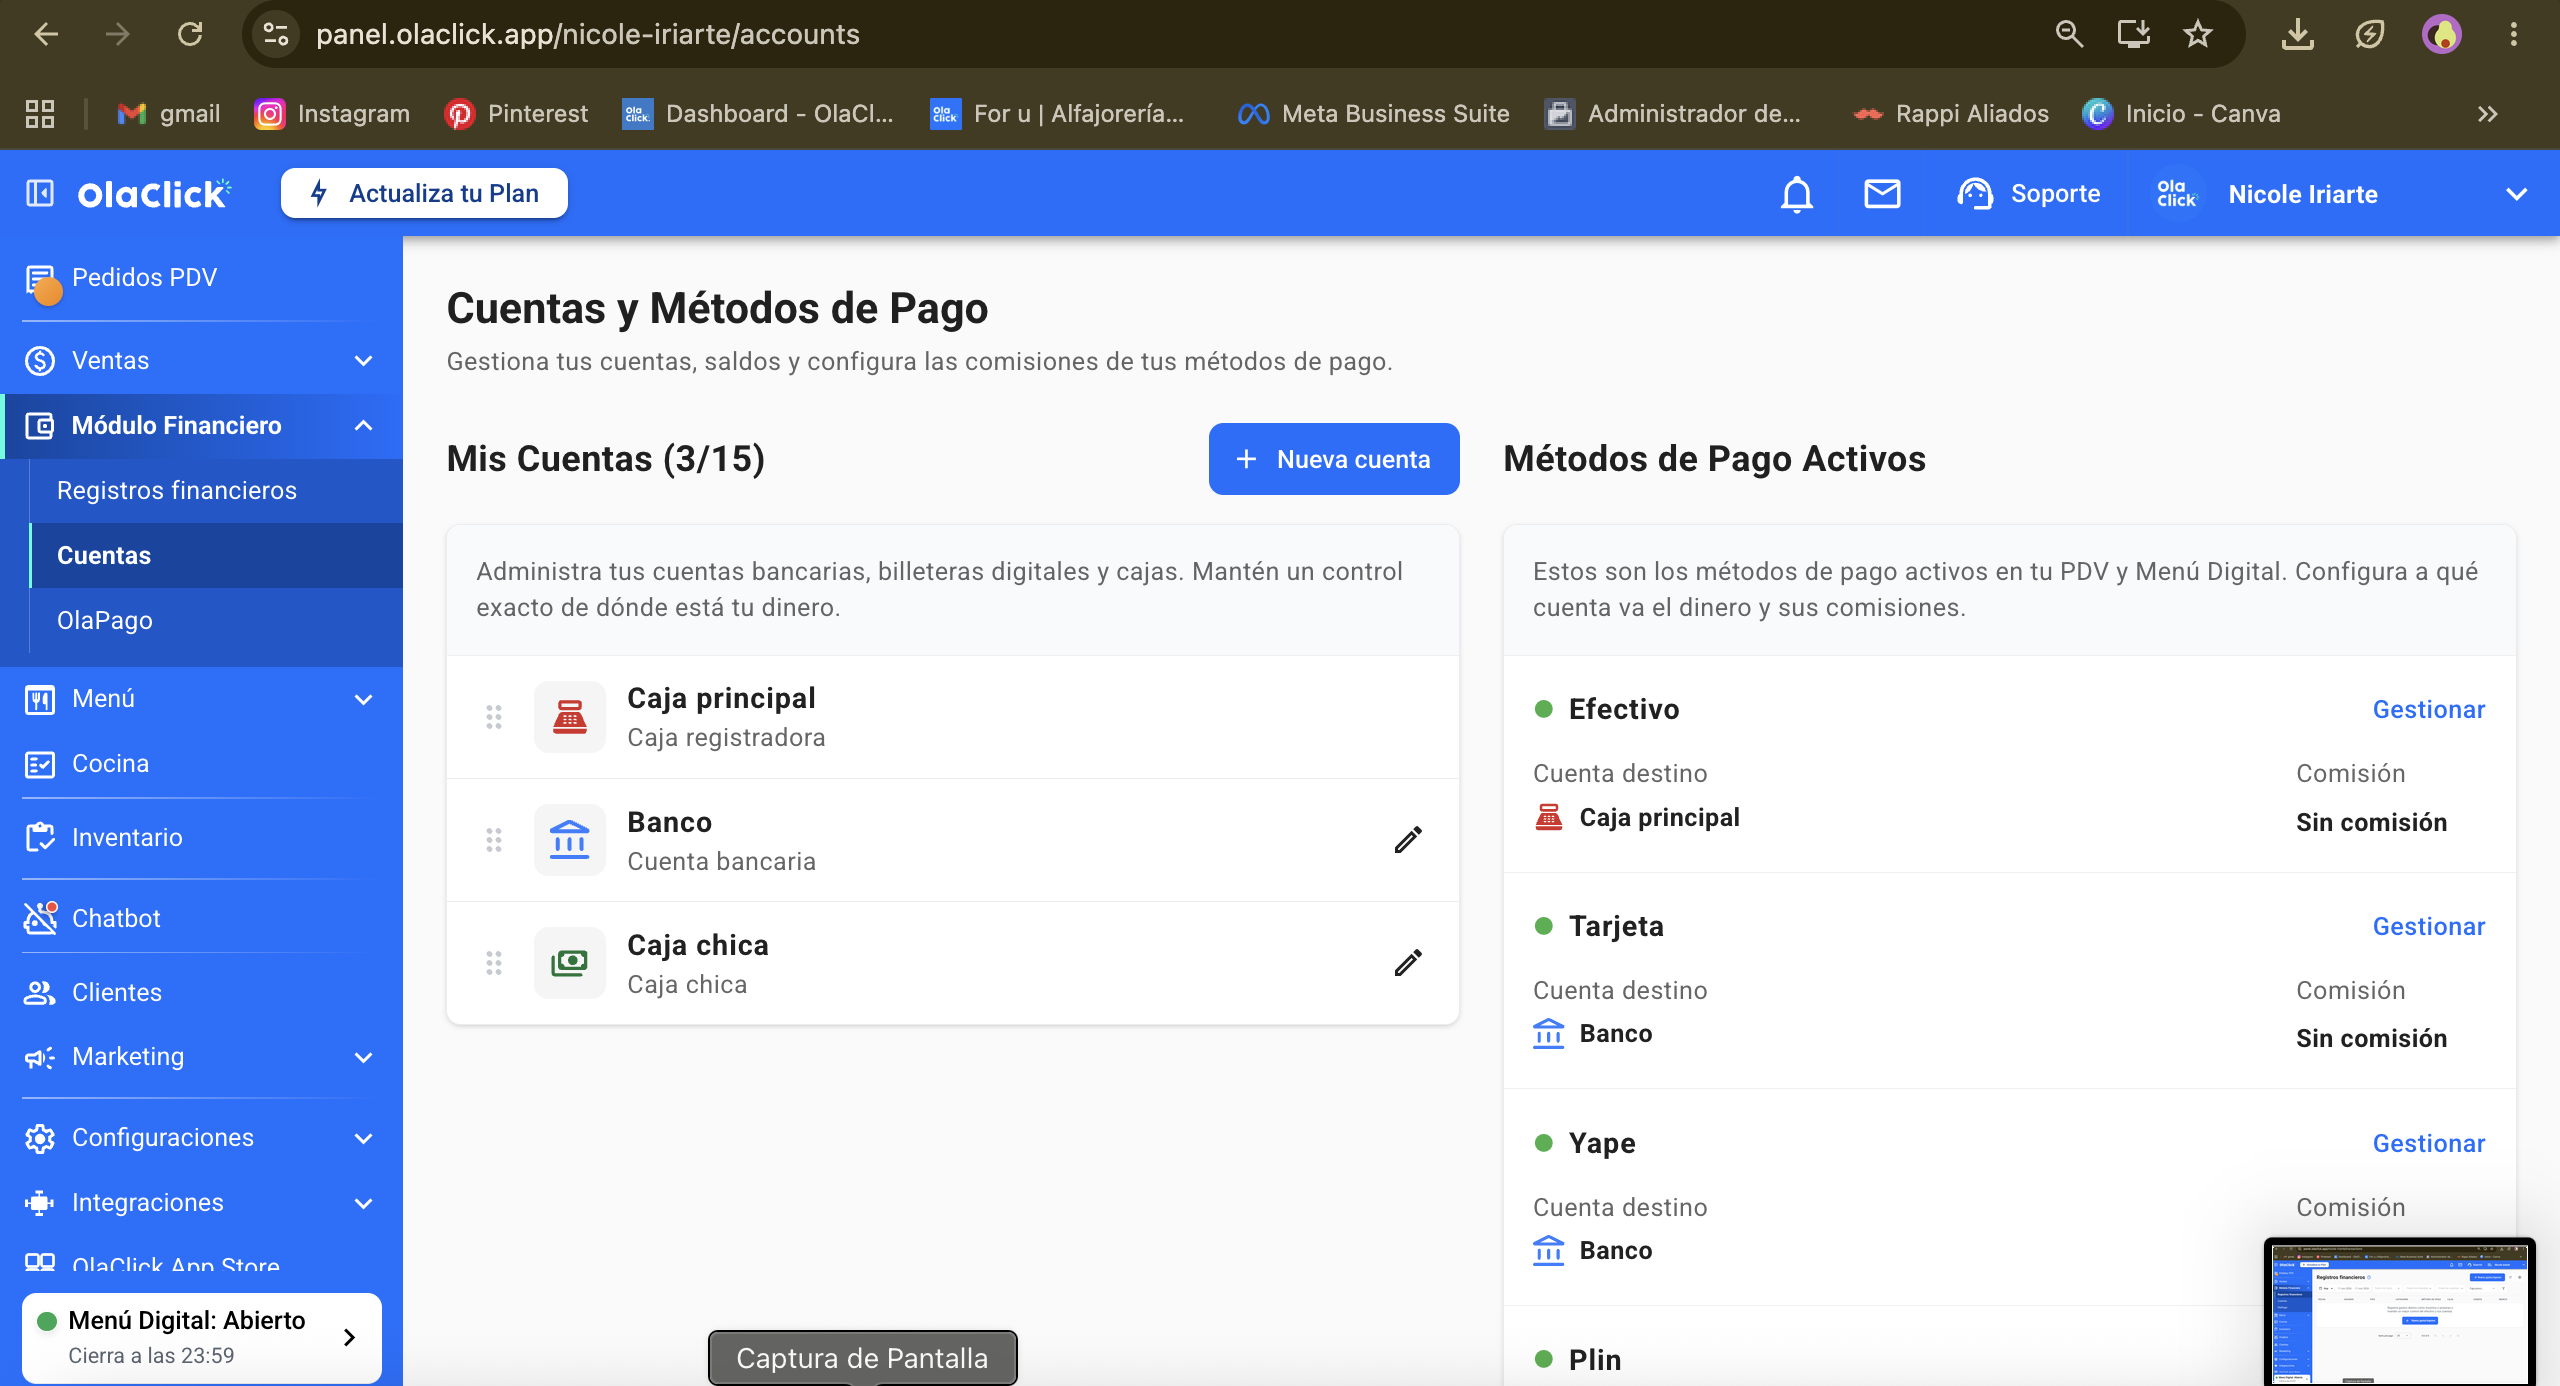 panel.olaclick.app/nicole-iriarte/accounts
gmail
Instagram
Pinterest
Dashboard - OlaCl...
For u | Alfajorería...
Meta Business Suite
Administrador de...
Rappi Aliados
Inicio - Canva
OlaClick
Actualiza tu Plan
Soporte
Ola Click
Nicole Iriarte
Pedidos PDV
Ventas
Módulo Financiero
Registros financieros
Cuentas
OlaPago
Menú
Cocina
Inventario
Chatbot
Clientes
Marketing
Configuraciones
Integraciones
OlaClick App Store
Menú Digital: Abierto
Cierra a las 23:59
Cuentas y Métodos de Pago
Gestiona tus cuentas, saldos y configura las comisiones de tus métodos de pago.
Mis Cuentas (3/15)
Nueva cuenta
Administra tus cuentas bancarias, billeteras digitales y cajas. Mantén un control
exacto de dónde está tu dinero.
Caja principal
Caja registradora
Banco
Cuenta bancaria
Caja chica
Caja chica
Métodos de Pago Activos
Estos son los métodos de pago activos en tu PDV y Menú Digital. Configura a qué
cuenta va el dinero y sus comisiones.
Efectivo
Gestionar
Cuenta destino
Comisión
Caja principal
Sin comisión
Tarjeta
Gestionar
Cuenta destino
Comisión
Banco
Sin comisión
Yape
Gestionar
Cuenta destino
Comisión
Banco
Plin
Captura de Pantalla
Registros financieros